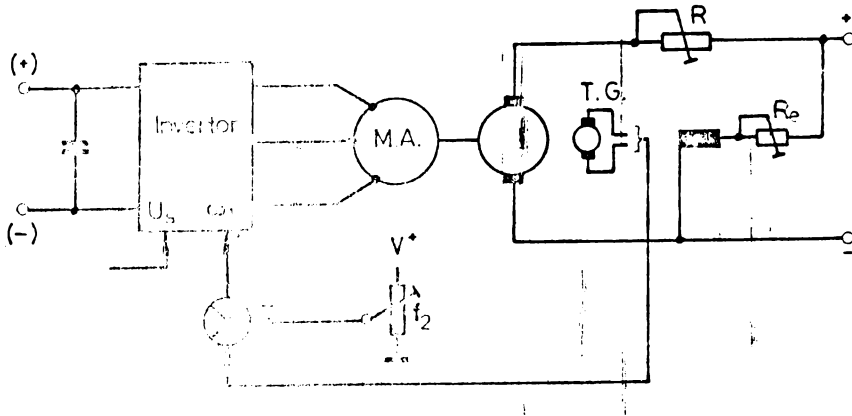 R
+
(+)
T.G.
Re
Invertor
M.A.
(-)
V+
f2
-